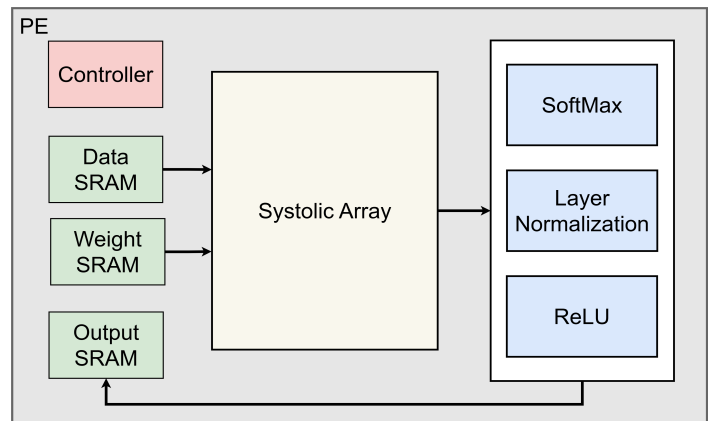 PE
Controller
Data
SRAM
Weight
SRAM
Output
SRAM
Systolic Array
SoftMax
Layer
Normalization
ReLU